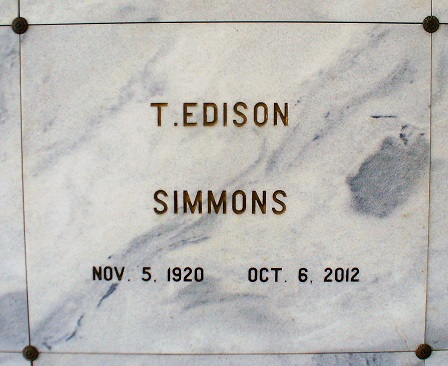 T.EDISON
SIMMONS
NOV. 5, 1920 OCT. 6, 2012